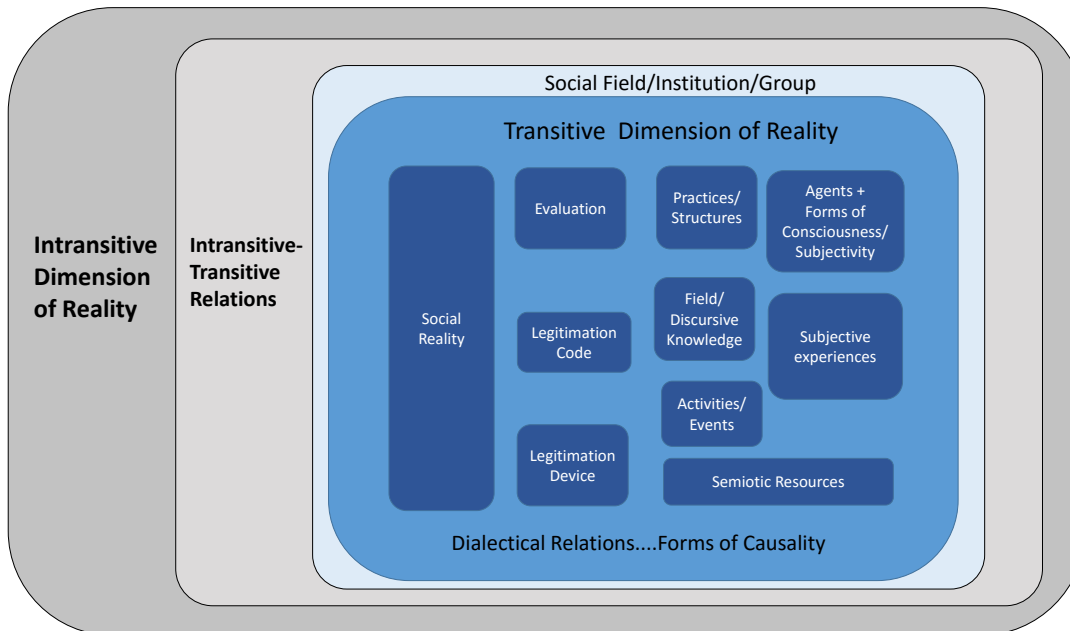 Social Field/Institution/Group
Transitive Dimension of Reality
Intransitive
Dimension
of Reality
Intransitive-
Transitive
Relations
Social
Reality
Evaluation
Legitimation
Code
Legitimation
Device
Practices/
Structures
Field/
Discursive
Knowledge
Activities/
Events
Agents +
Forms of
Consciousness/
Subjectivity
Subjective
experiences
Semiotic Resources
Dialectical Relations....Forms of Causality